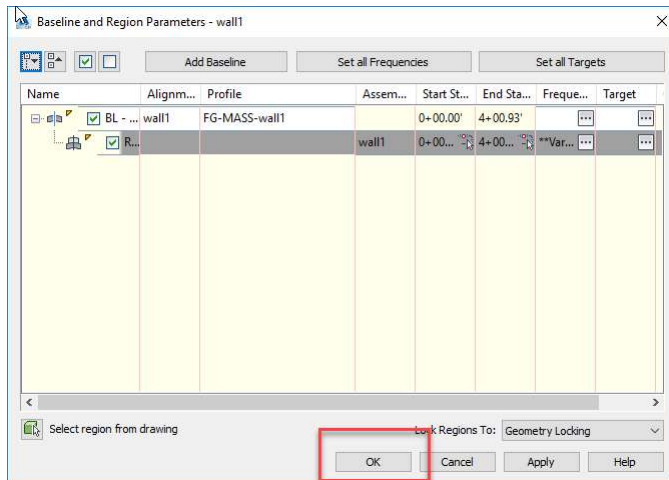 Baseline and Region Parameters - wall1
Add Baseline Set all Frequencies Set all Targets
Name Alignm... Profile Assem... Start St... End Sta... Freque... Target
BL - ... wall1 FG-MASS-wall1 0+00.00' 4+00.93' ... ...
R... wall1 0+00... 4+00... **Var... ... ...
Select region from drawing Lock Regions To: Geometry Locking
OK Cancel Apply Help